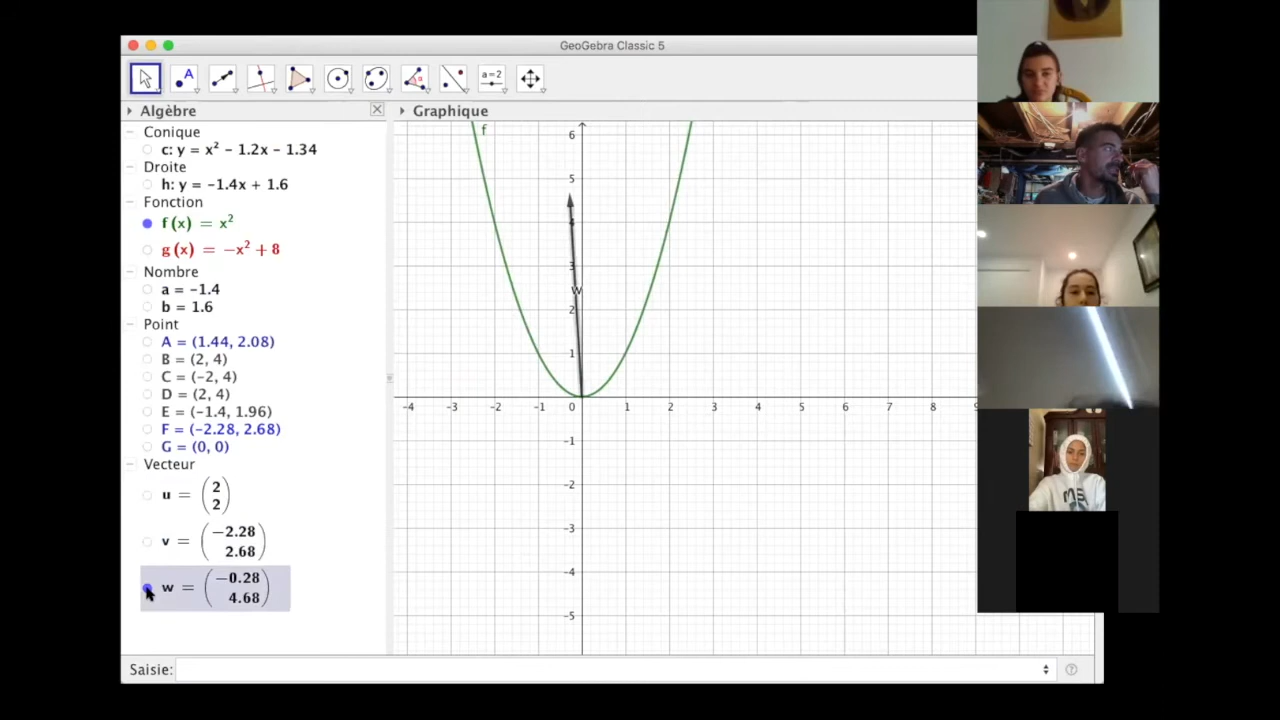 GeoGebra Classic 5
A
α
a=2
Algèbre
Conique
c: y = x² – 1.2x – 1.34
Droite
h: y = –1.4x + 1.6
Fonction
f(x) = x²
g(x) = –x² + 8
Nombre
a = –1.4
b = 1.6
Point
A = (1.44, 2.08)
B = (2, 4)
C = (–2, 4)
D = (2, 4)
E = (–1.4, 1.96)
F = (–2.28, 2.68)
G = (0, 0)
Vecteur
u = (2
2)
v = (–2.28
2.68)
w = (–0.28
4.68)
Graphique
f
6
5
4
3
w
2
1
–4 –3 –2 –1 0 1 2 3 4 5 6 7 8 9
–1
–2
–3
–4
–5
Saisie:
?